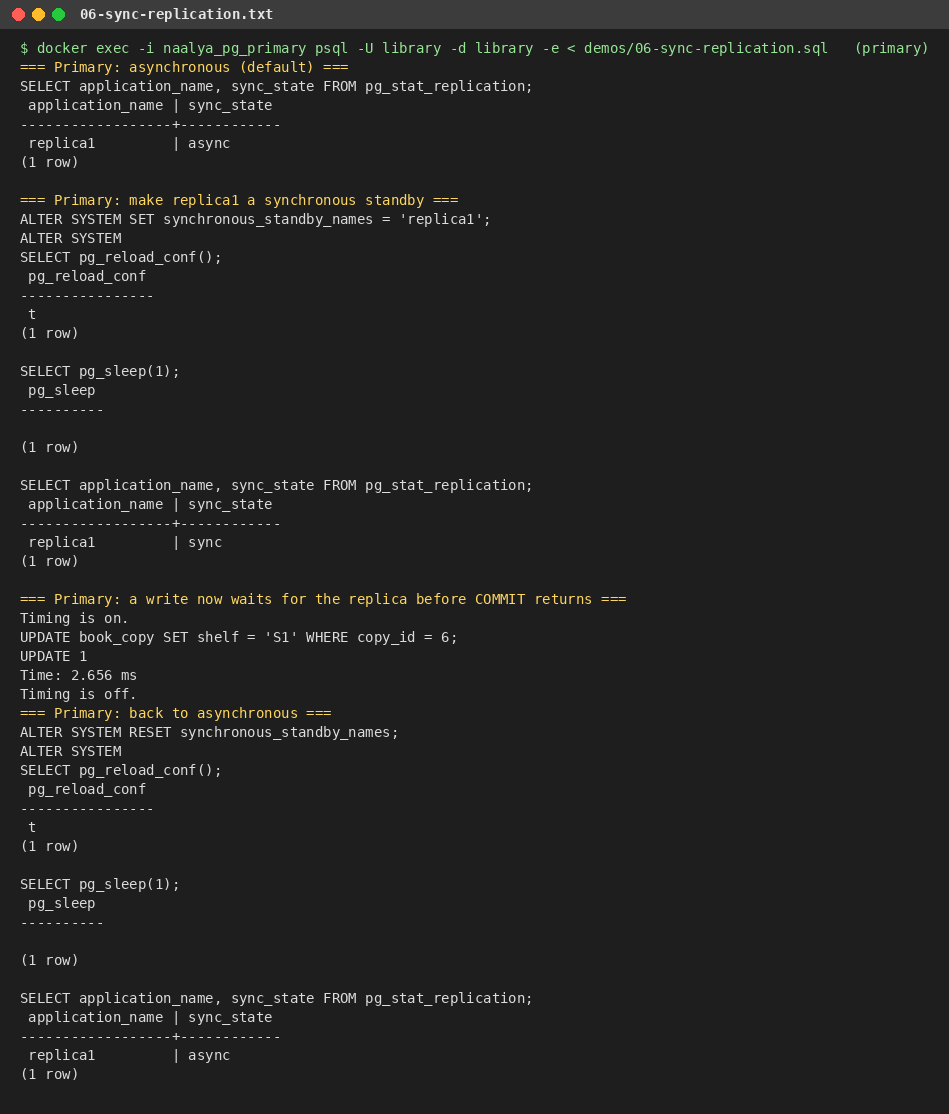 06-sync-replication.txt
$ docker exec -i naalya_pg_primary psql -U library -d library -e < demos/06-sync-replication.sql   (primary)
=== Primary: asynchronous (default) ===
SELECT application_name, sync_state FROM pg_stat_replication;
 application_name | sync_state
------------------+------------
 replica1         | async
(1 row)

=== Primary: make replica1 a synchronous standby ===
ALTER SYSTEM SET synchronous_standby_names = 'replica1';
ALTER SYSTEM
SELECT pg_reload_conf();
 pg_reload_conf
----------------
 t
(1 row)

SELECT pg_sleep(1);
 pg_sleep
----------

(1 row)

SELECT application_name, sync_state FROM pg_stat_replication;
 application_name | sync_state
------------------+------------
 replica1         | sync
(1 row)

=== Primary: a write now waits for the replica before COMMIT returns ===
Timing is on.
UPDATE book_copy SET shelf = 'S1' WHERE copy_id = 6;
UPDATE 1
Time: 2.656 ms
Timing is off.
=== Primary: back to asynchronous ===
ALTER SYSTEM RESET synchronous_standby_names;
ALTER SYSTEM
SELECT pg_reload_conf();
 pg_reload_conf
----------------
 t
(1 row)

SELECT pg_sleep(1);
 pg_sleep
----------

(1 row)

SELECT application_name, sync_state FROM pg_stat_replication;
 application_name | sync_state
------------------+------------
 replica1         | async
(1 row)